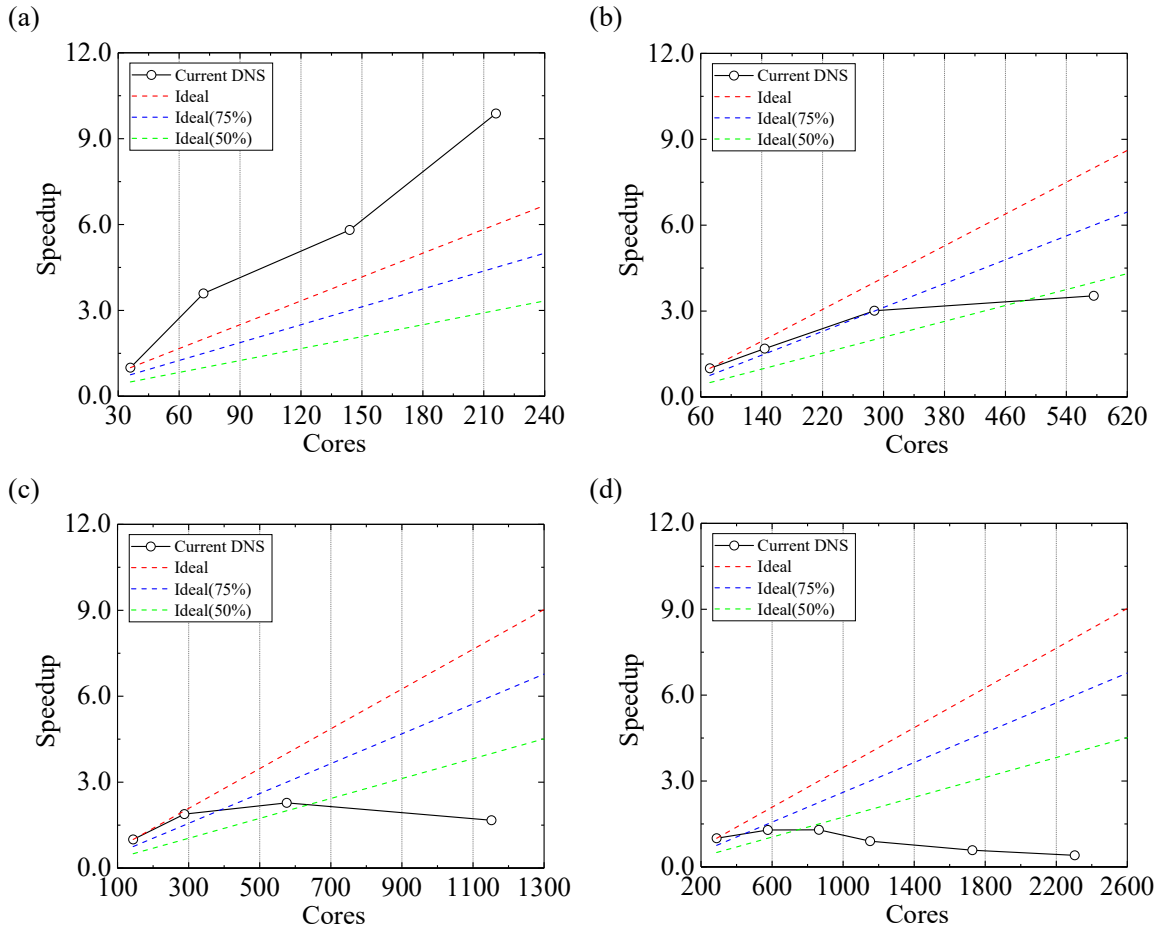 (a)
12.0
9.0
6.0
3.0
0.0
Speedup
Current DNS
Ideal
Ideal(75%)
Ideal(50%)
30 60 90 120 150 180 210 240
Cores
(b)
12.0
9.0
6.0
3.0
0.0
Speedup
Current DNS
Ideal
Ideal(75%)
Ideal(50%)
60 140 220 300 380 460 540 620
Cores
(c)
12.0
9.0
6.0
3.0
0.0
Speedup
Current DNS
Ideal
Ideal(75%)
Ideal(50%)
100 300 500 700 900 1100 1300
Cores
(d)
12.0
9.0
6.0
3.0
0.0
Speedup
Current DNS
Ideal
Ideal(75%)
Ideal(50%)
200 600 1000 1400 1800 2200 2600
Cores